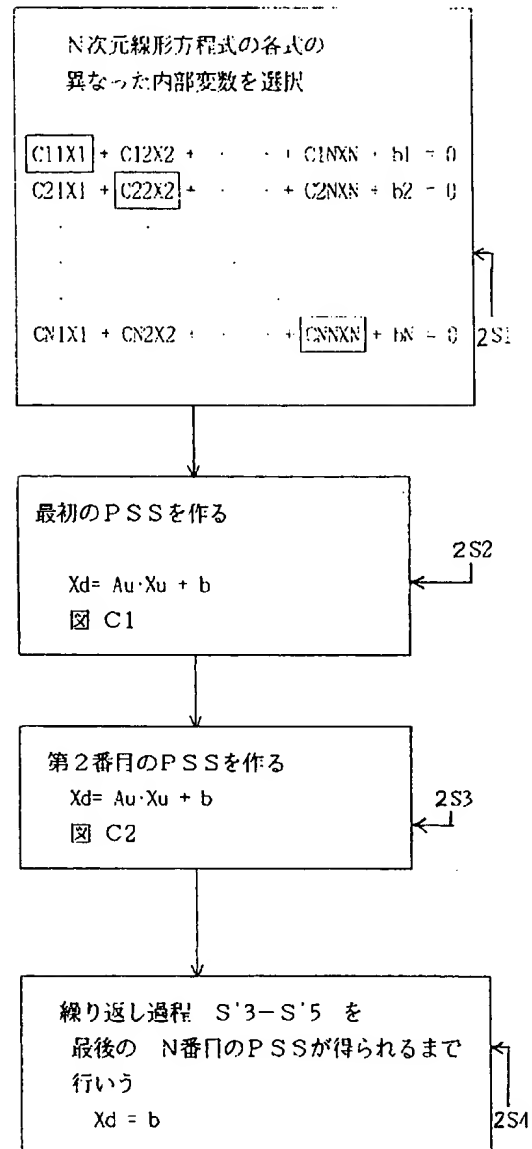 N次元線形方程式の各式の
異なった内部変数を選択
C11X1 + C12X2 + · · + C1NXN + b1 = 0
C21X1 + C22X2 + · · + C2NXN + b2 = 0
· ·
· ·
·
CN1X1 + CN2X2 + · · + CNNXN + bN = 0
2S1
最初のPSSを作る
2S2
Xd= Au·Xu + b
図 C1
第2番目のPSSを作る
Xd= Au·Xu + b
2S3
図 C2
繰り返し過程 S'3-S'5 を
最後の N番目のPSSが得られるまで
行いう
Xd = b
2S4